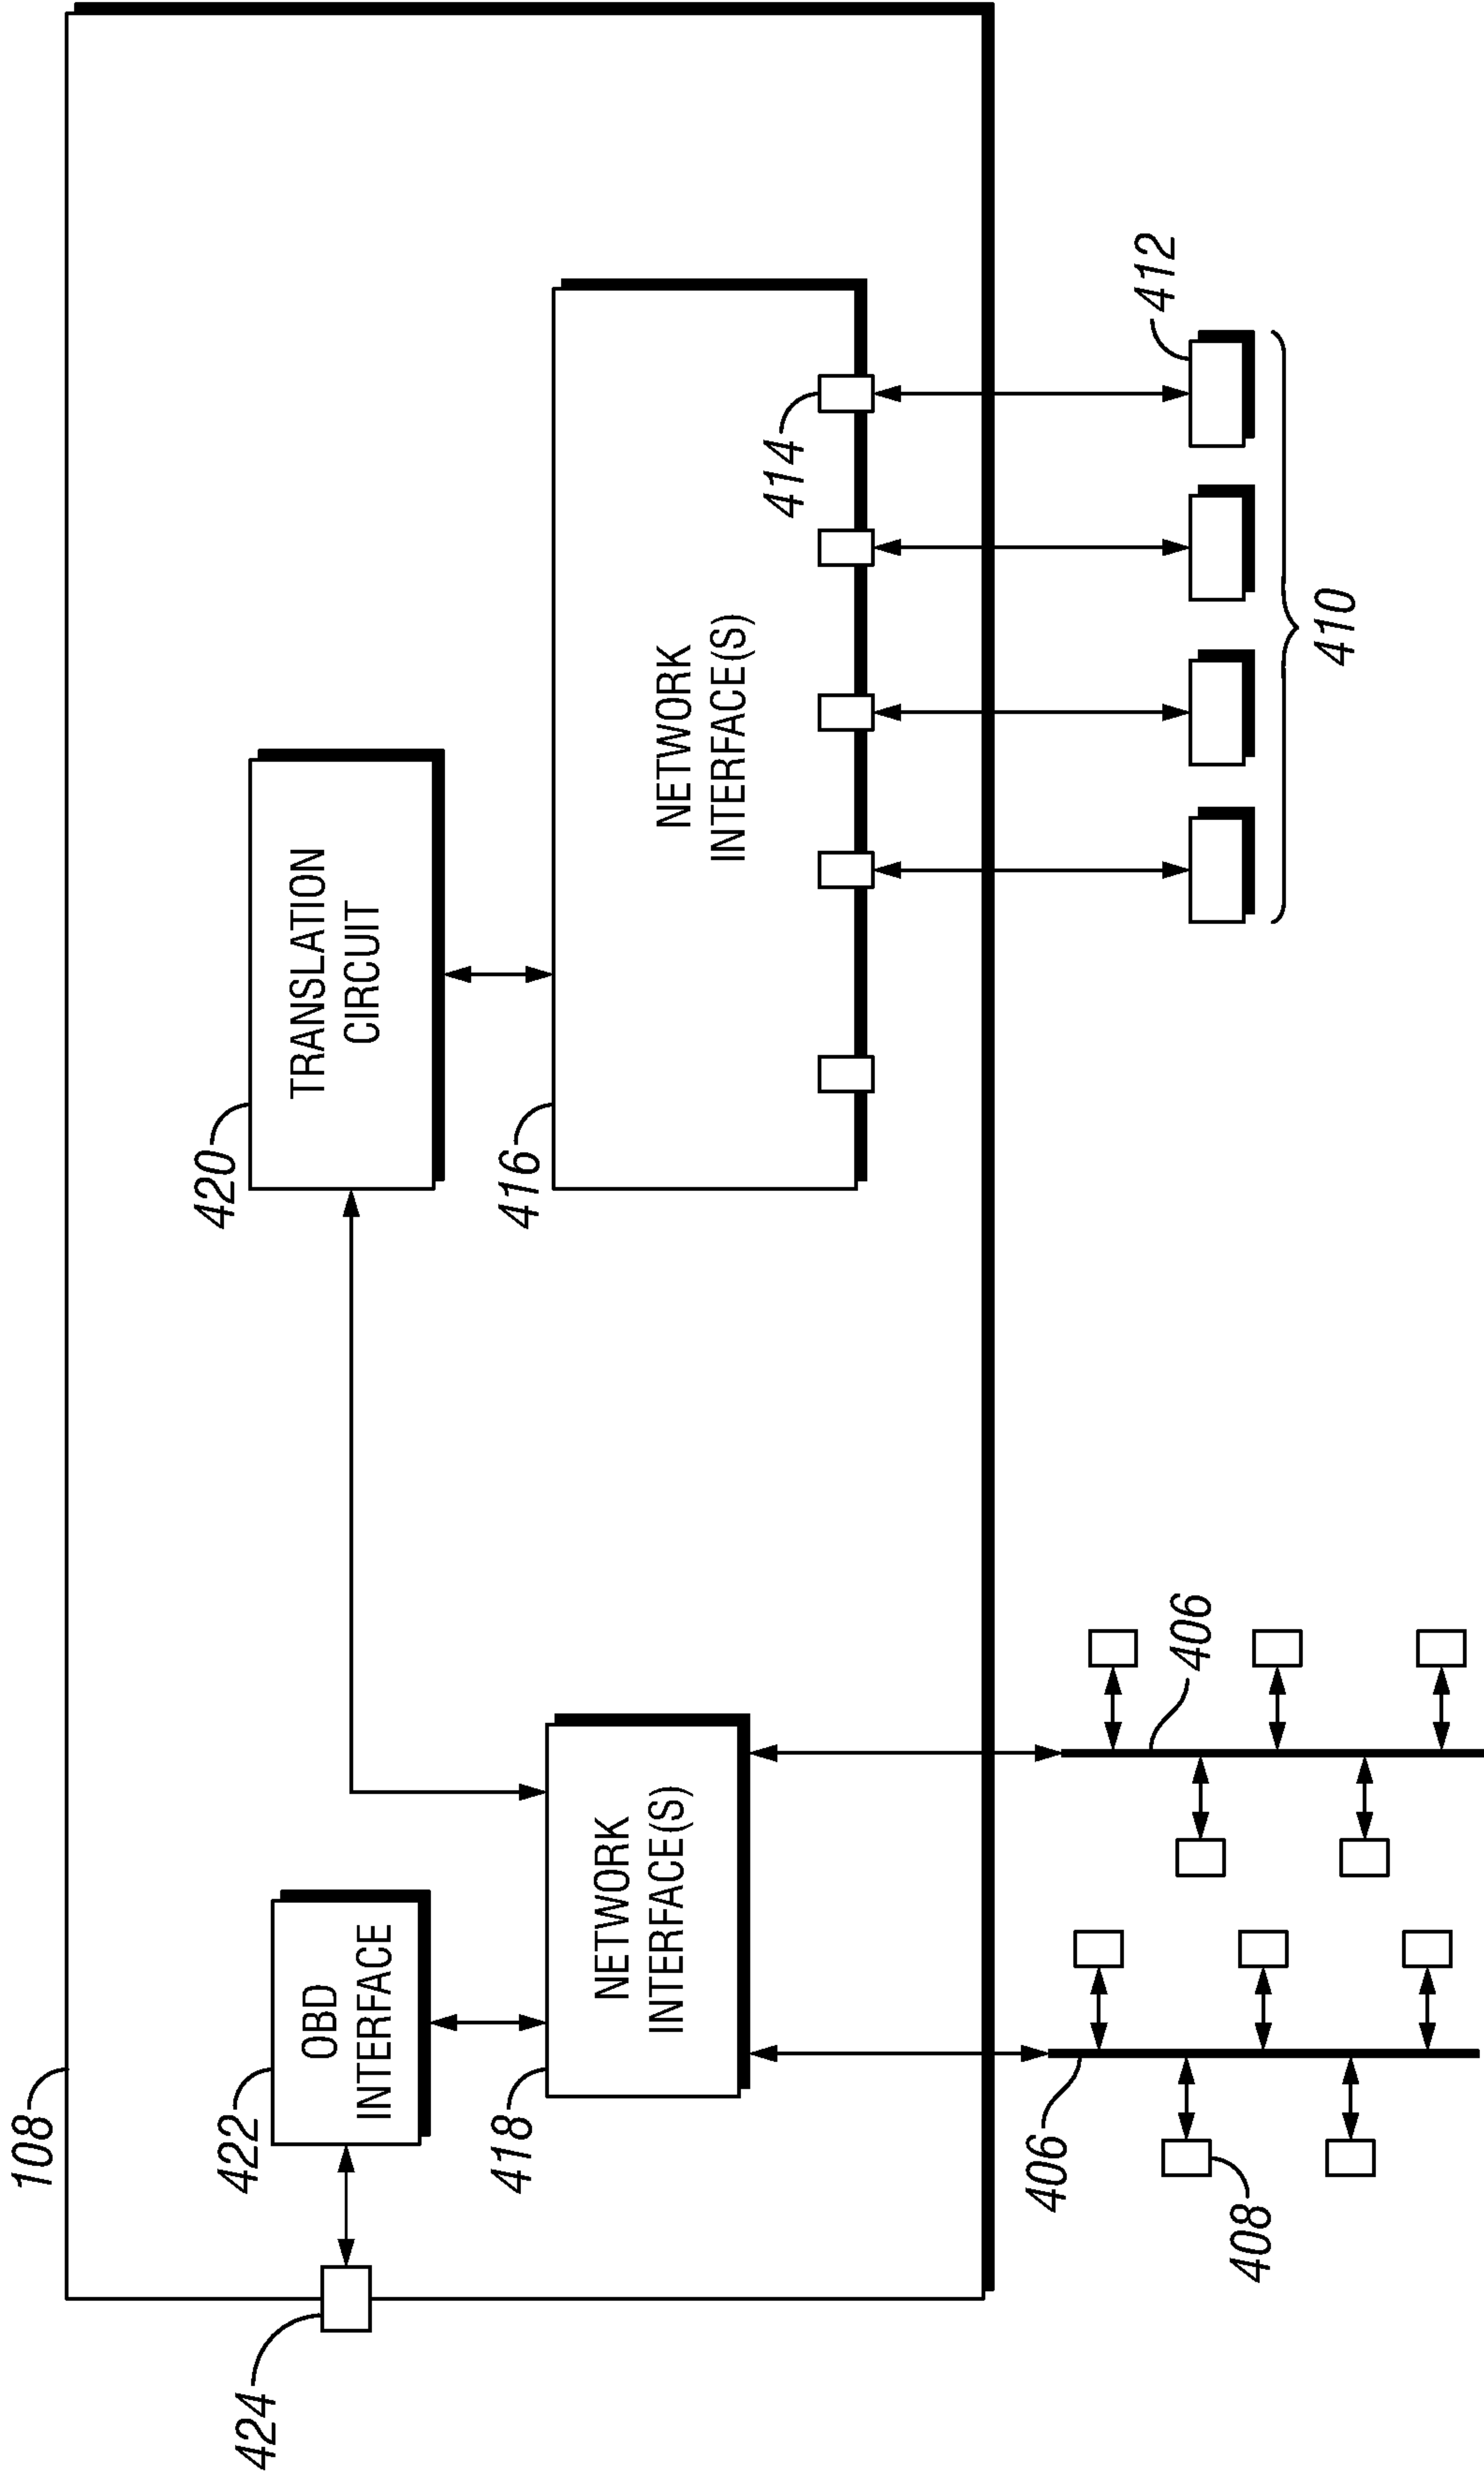 108
424
422
OBD
INTERFACE
418
NETWORK
INTERFACE(S)
420
TRANSLATION
CIRCUIT
416
NETWORK
INTERFACE(S)
414
406
408
406
412
410